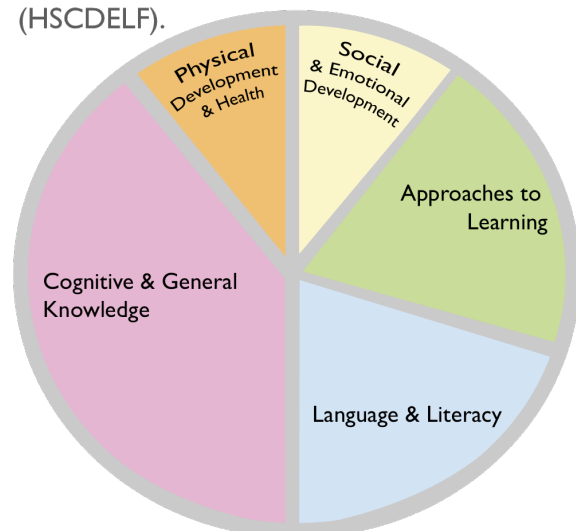 (HSCDELF).
Physical
Development
& Health
Social
& Emotional
Development
Approaches to
Learning
Cognitive & General
Knowledge
Language & Literacy